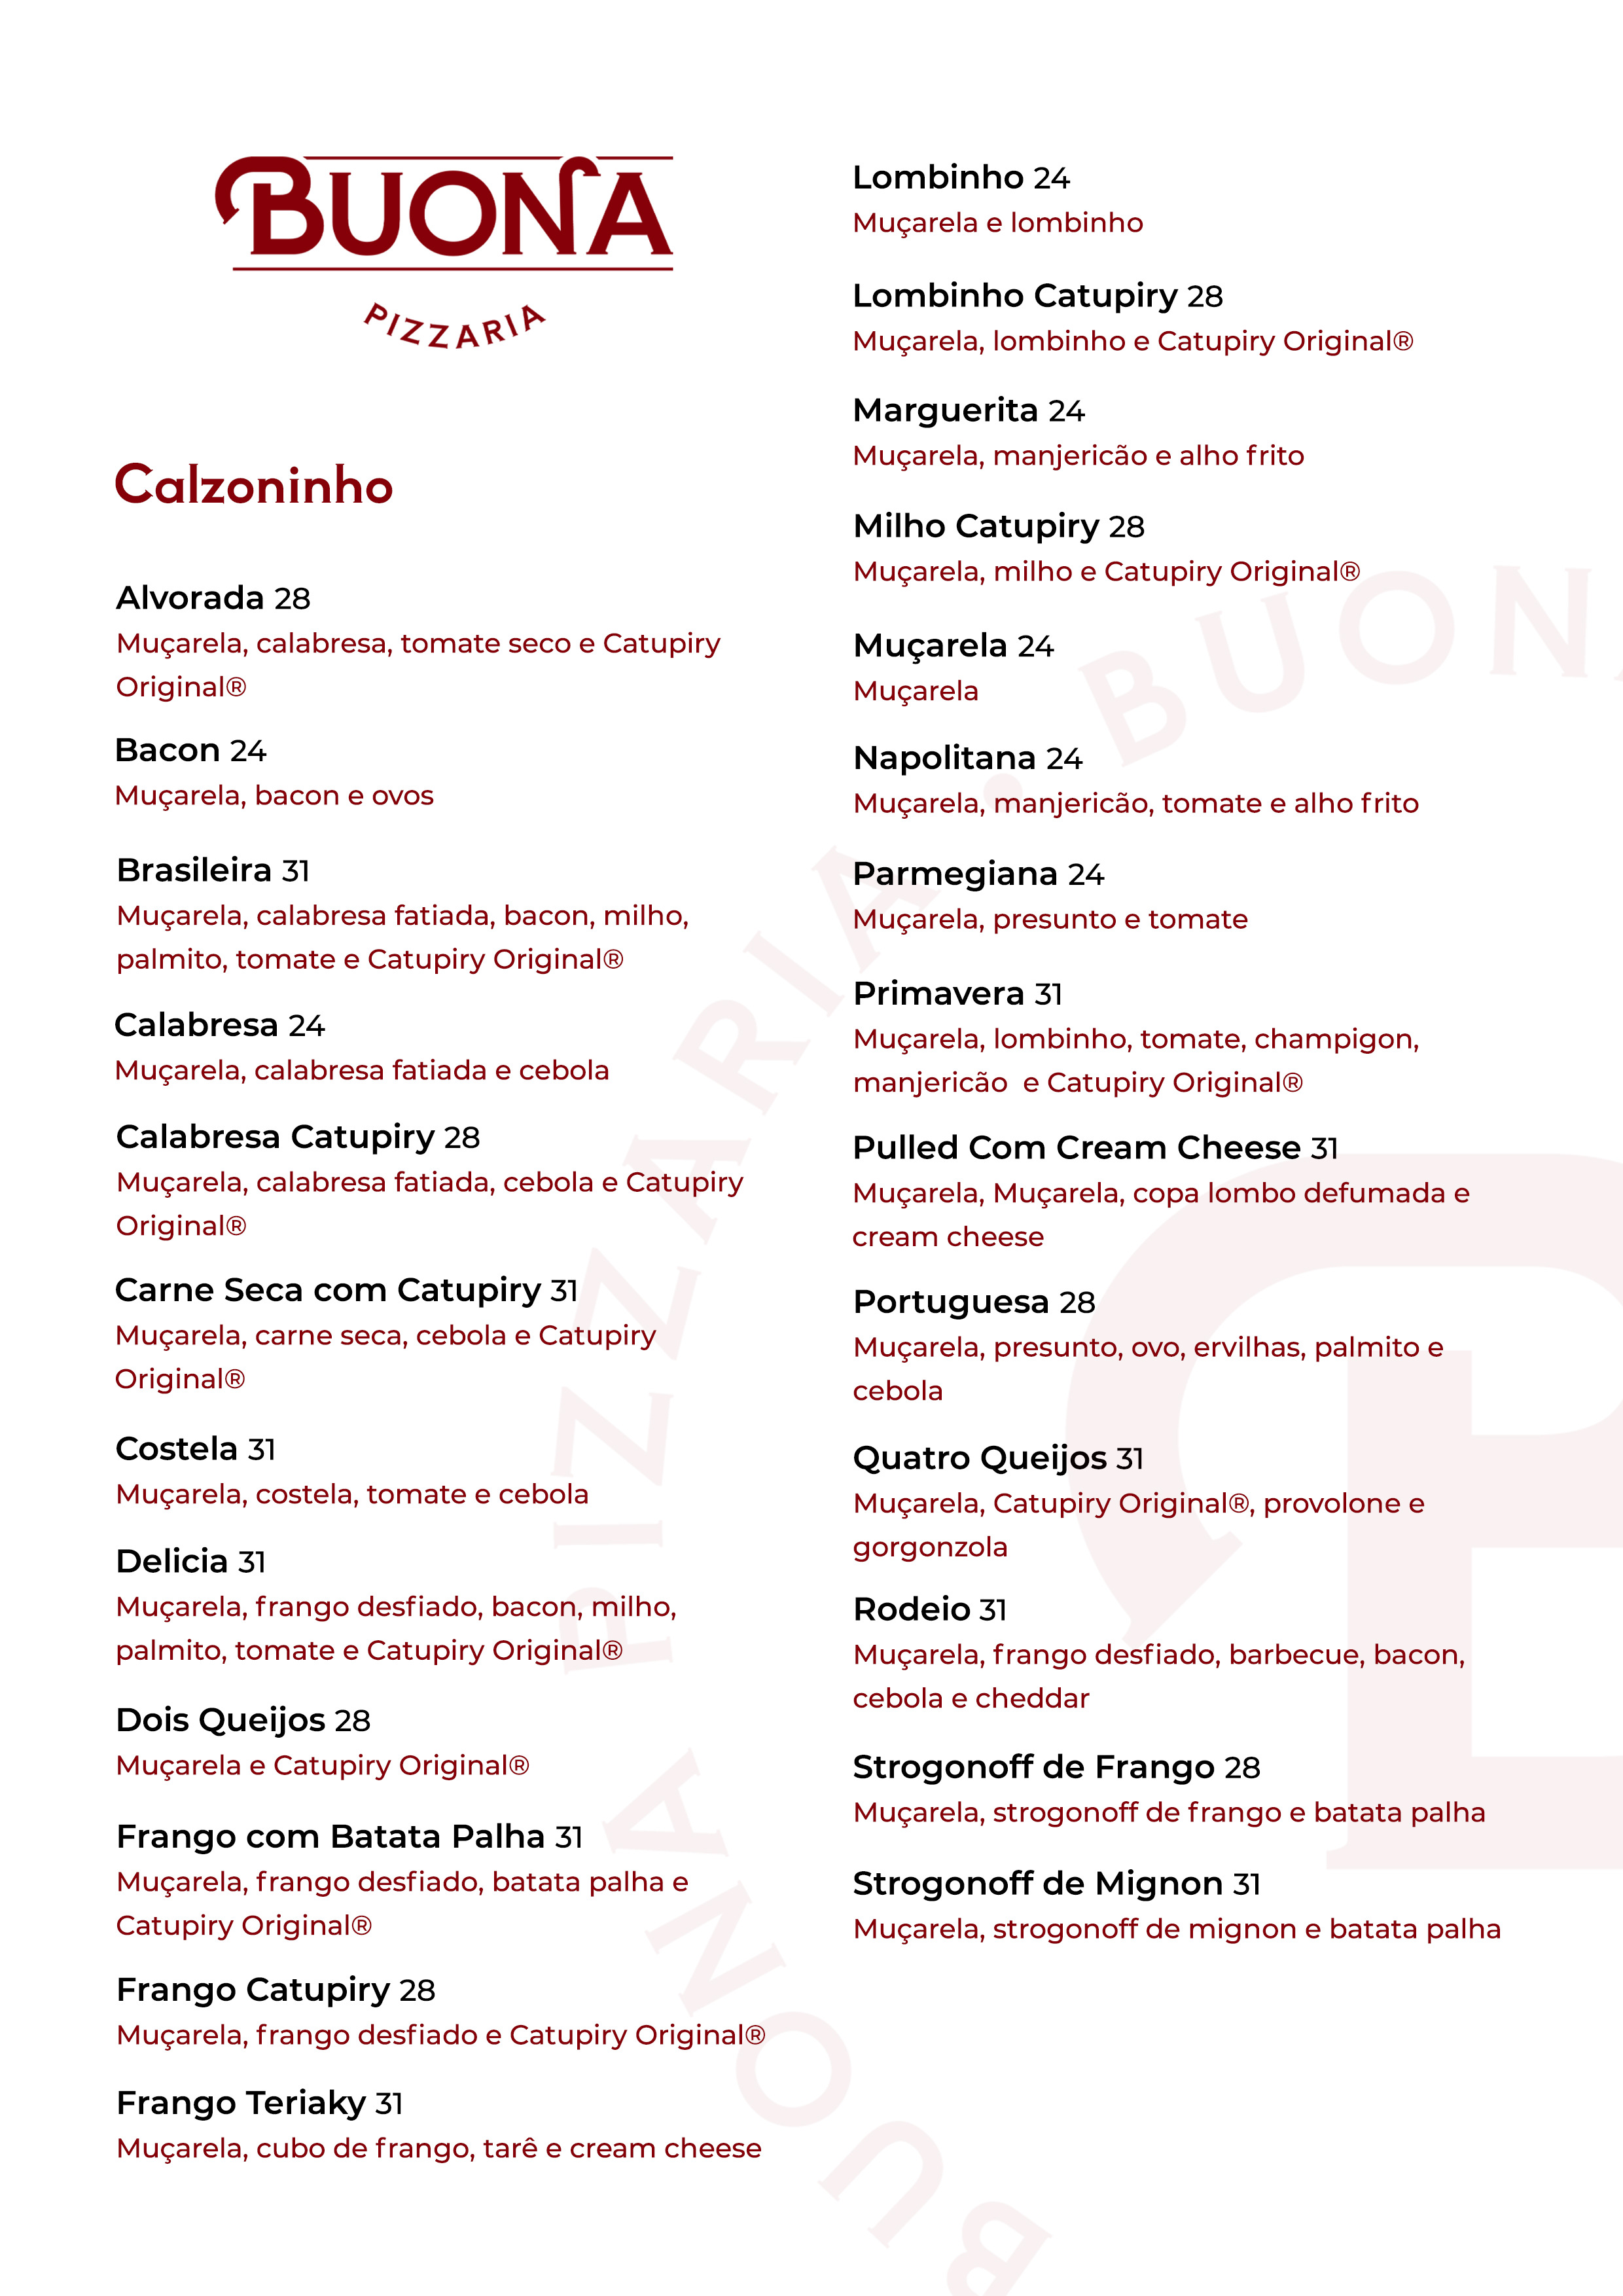 BUONA
PIZZARIA
Calzoninho
Alvorada 28
Muçarela, calabresa, tomate seco e Catupiry
Original®
Bacon 24
Muçarela, bacon e ovos
Brasileira 31
Muçarela, calabresa fatiada, bacon, milho,
palmito, tomate e Catupiry Original®
Calabresa 24
Muçarela, calabresa fatiada e cebola
Calabresa Catupiry 28
Muçarela, calabresa fatiada, cebola e Catupiry
Original®
Carne Seca com Catupiry 31
Muçarela, carne seca, cebola e Catupiry
Original®
Costela 31
Muçarela, costela, tomate e cebola
Delicia 31
Muçarela, frango desfiado, bacon, milho,
palmito, tomate e Catupiry Original®
Dois Queijos 28
Muçarela e Catupiry Original®
Frango com Batata Palha 31
Muçarela, frango desfiado, batata palha e
Catupiry Original®
Frango Catupiry 28
Muçarela, frango desfiado e Catupiry Original®
Frango Teriaky 31
Muçarela, cubo de frango, tarê e cream cheese
Lombinho 24
Muçarela e lombinho
Lombinho Catupiry 28
Muçarela, lombinho e Catupiry Original®
Marguerita 24
Muçarela, manjericão e alho frito
Milho Catupiry 28
Muçarela, milho e Catupiry Original®
Muçarela 24
Muçarela
Napolitana 24
Muçarela, manjericão, tomate e alho frito
Parmegiana 24
Muçarela, presunto e tomate
Primavera 31
Muçarela, lombinho, tomate, champigon,
manjericão e Catupiry Original®
Pulled Com Cream Cheese 31
Muçarela, Muçarela, copa lombo defumada e
cream cheese
Portuguesa 28
Muçarela, presunto, ovo, ervilhas, palmito e
cebola
Quatro Queijos 31
Muçarela, Catupiry Original®, provolone e
gorgonzola
Rodeio 31
Muçarela, frango desfiado, barbecue, bacon,
cebola e cheddar
Strogonoff de Frango 28
Muçarela, strogonoff de frango e batata palha
Strogonoff de Mignon 31
Muçarela, strogonoff de mignon e batata palha
BUONA PIZZARIA • BUONA
B